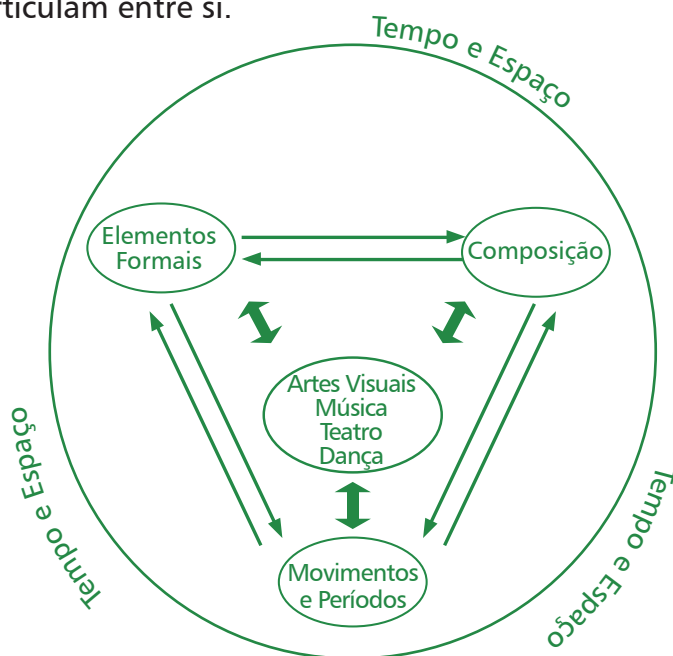 rticulam entre si.
Tempo e Espaço
Elementos
Formais
Composição
Artes Visuais
Música
Teatro
Dança
Tempo e Espaço
Tempo e Espaço
Movimentos
e Períodos